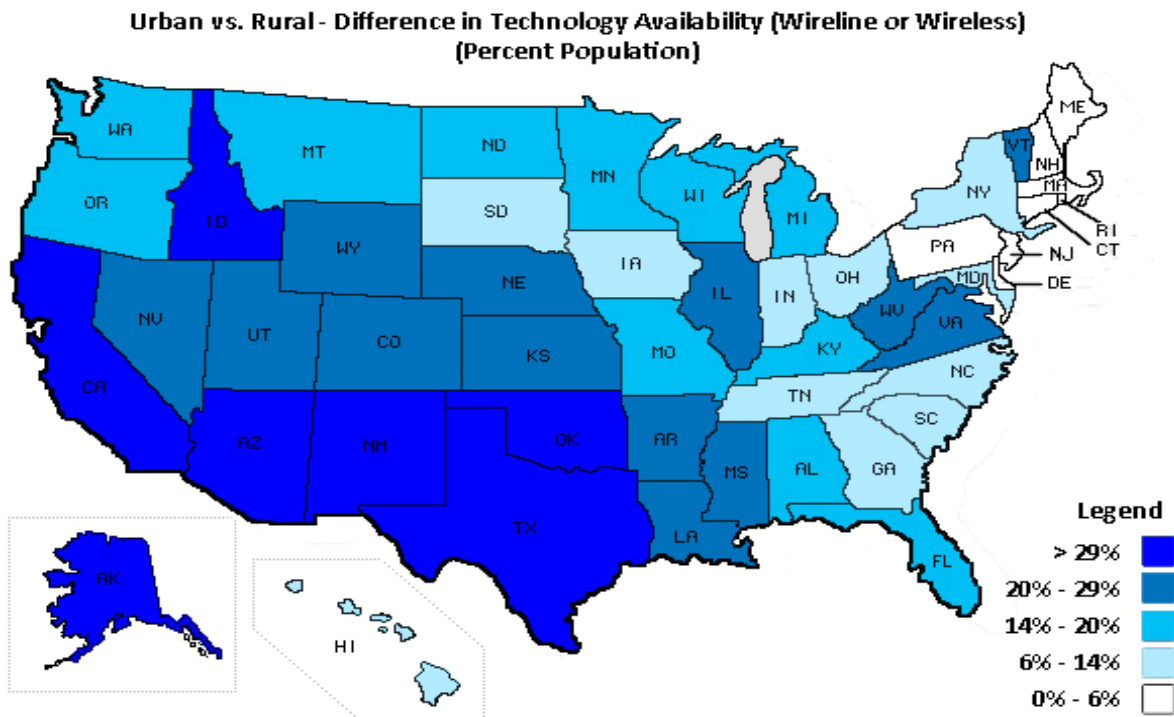 Urban vs. Rural - Difference in Technology Availability (Wireline or Wireless)
(Percent Population)
WA
MT
ND
MN
WI
MI
VT
ME
NH
NY
MA
RI
CT
OR
ID
SD
WY
IA
PA
NJ
DE
NE
IL
IN
OH
MD
NV
UT
CO
KS
MO
KY
WV
VA
CA
AZ
NM
OK
AR
TN
NC
SC
MS
AL
GA
TX
LA
FL
AK
HI
Legend
> 29%
20% - 29%
14% - 20%
6% - 14%
0% - 6%